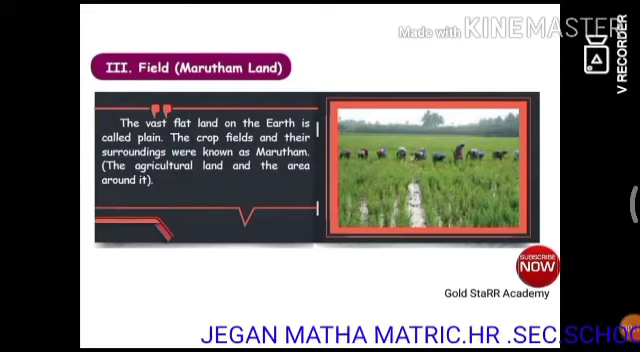 Made with KINEMASTER
V RECORDER
III. Field (Marutham Land)
The vast flat land on the Earth is
called plain. The crop fields and their
surroundings were known as Marutham.
(The agricultural land and the area
around it).
SUBSCRIBE
NOW
Gold StaRR Academy
JEGAN MATHA MATRIC.HR .SEC.SCHOO